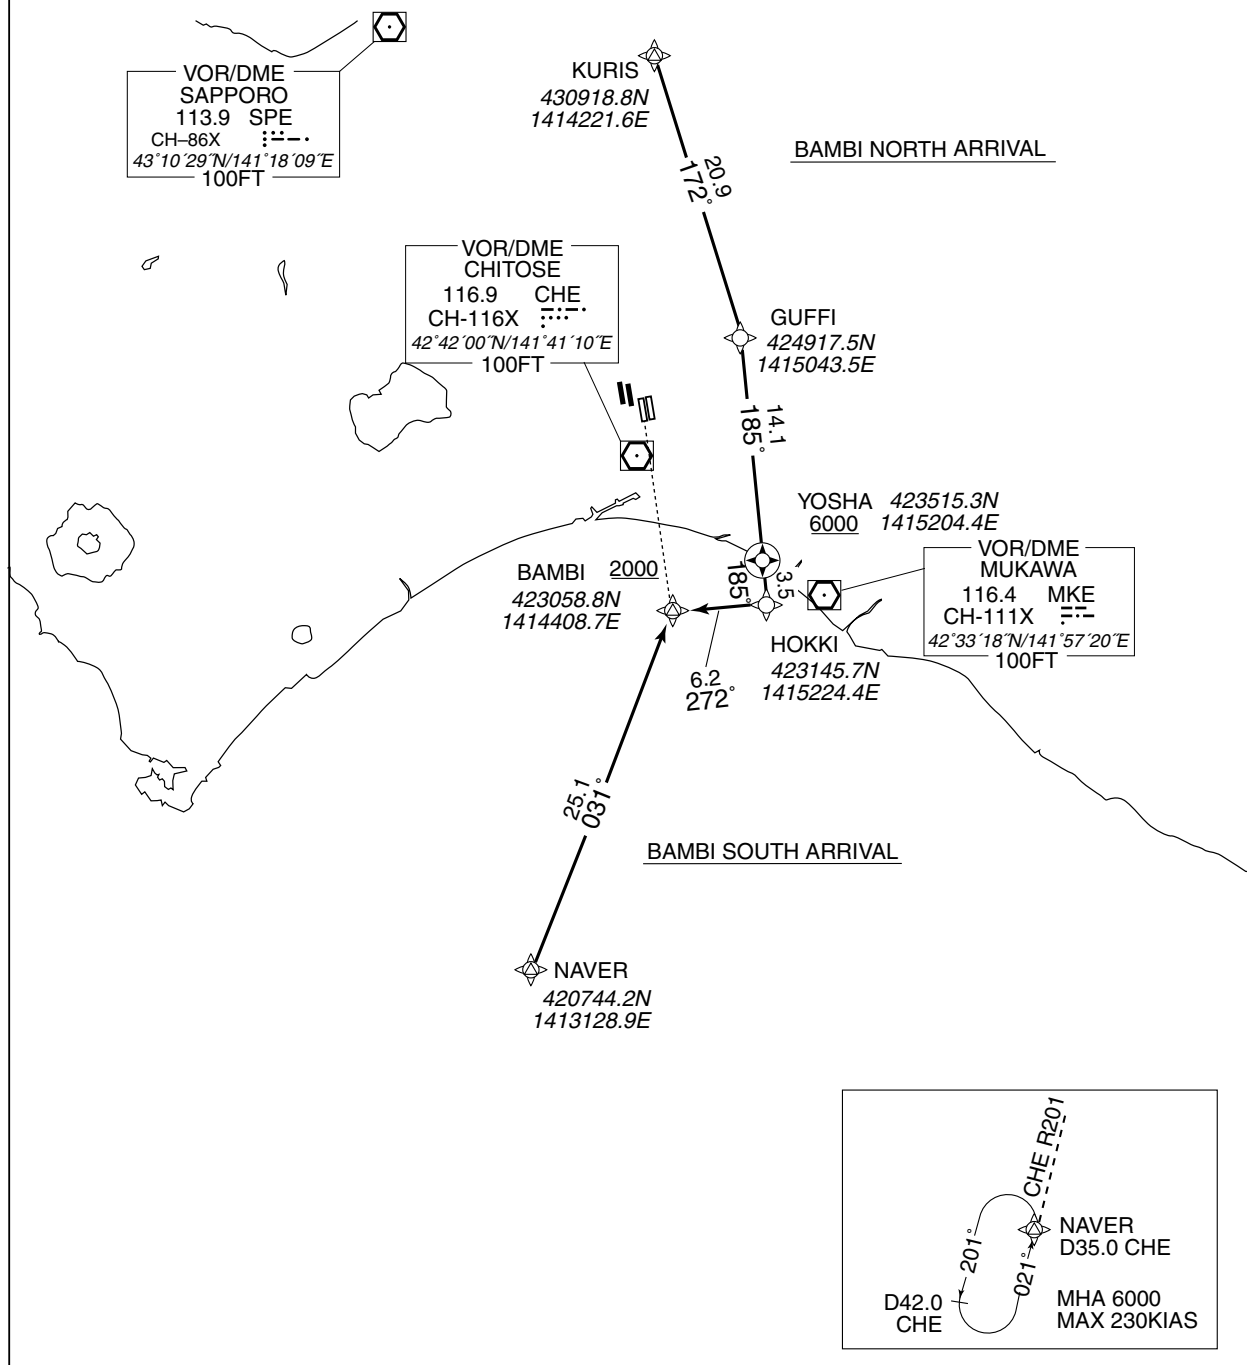 VOR/DME
SAPPORO
113.9 SPE
CH–86X
43°10´29˝N/141°18´09˝E
100FT
KURIS
430918.8N
1414221.6E
BAMBI NORTH ARRIVAL
20.9
172°
VOR/DME
CHITOSE
116.9 CHE
CH-116X
42°42´00˝N/141°41´10˝E
100FT
GUFFI
424917.5N
1415043.5E
14.1
185°
YOSHA 423515.3N
6000 1415204.4E
VOR/DME
MUKAWA
116.4 MKE
CH-111X
42°33´18˝N/141°57´20˝E
100FT
BAMBI 2000
423058.8N
1414408.7E
185°
3.5
HOKKI
423145.7N
1415224.4E
6.2
272°
25.1
031°
BAMBI SOUTH ARRIVAL
NAVER
420744.2N
1413128.9E
CHE R201
NAVER
D35.0 CHE
201°
021°
D42.0
CHE
MHA 6000
MAX 230KIAS